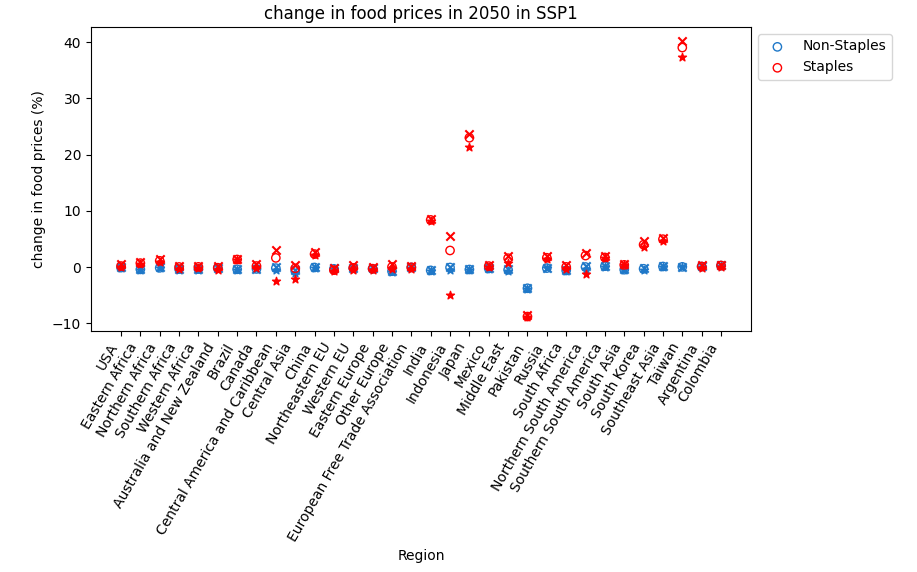 change in food prices in 2050 in SSP1
change in food prices (%)
40
30
20
10
0
−10
Non-Staples
Staples
USA
Eastern Africa
Northern Africa
Southern Africa
Western Africa
Australia and New Zealand
Brazil
Canada
Central America and Caribbean
Central Asia
China
Northeastern EU
Western EU
Eastern Europe
Other Europe
European Free Trade Association
India
Indonesia
Japan
Mexico
Middle East
Pakistan
Russia
South Africa
Northern South America
Southern South America
South Asia
South Korea
Southeast Asia
Taiwan
Argentina
Colombia
Region